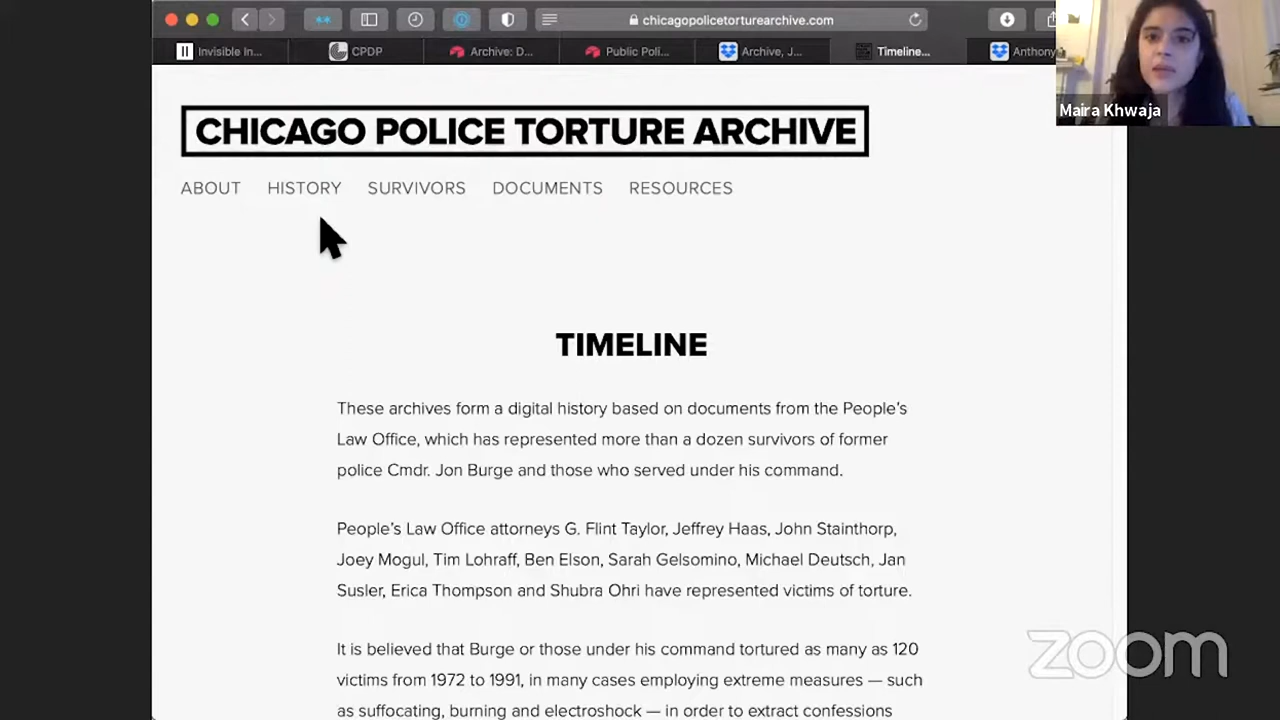 chicagopolicetorturearchive.com
Invisible In...
CPDP
Archive: D...
Public Poli...
Archive, J...
Timeline...
Anthony
Maira Khwaja
CHICAGO POLICE TORTURE ARCHIVE
ABOUT HISTORY SURVIVORS DOCUMENTS RESOURCES
TIMELINE
These archives form a digital history based on documents from the People's
Law Office, which has represented more than a dozen survivors of former
police Cmdr. Jon Burge and those who served under his command.
People's Law Office attorneys G. Flint Taylor, Jeffrey Haas, John Stainthorp,
Joey Mogul, Tim Lohraff, Ben Elson, Sarah Gelsomino, Michael Deutsch, Jan
Susler, Erica Thompson and Shubra Ohri have represented victims of torture.
It is believed that Burge or those under his command tortured as many as 120
victims from 1972 to 1991, in many cases employing extreme measures — such
as suffocating, burning and electroshock — in order to extract confessions
zoom